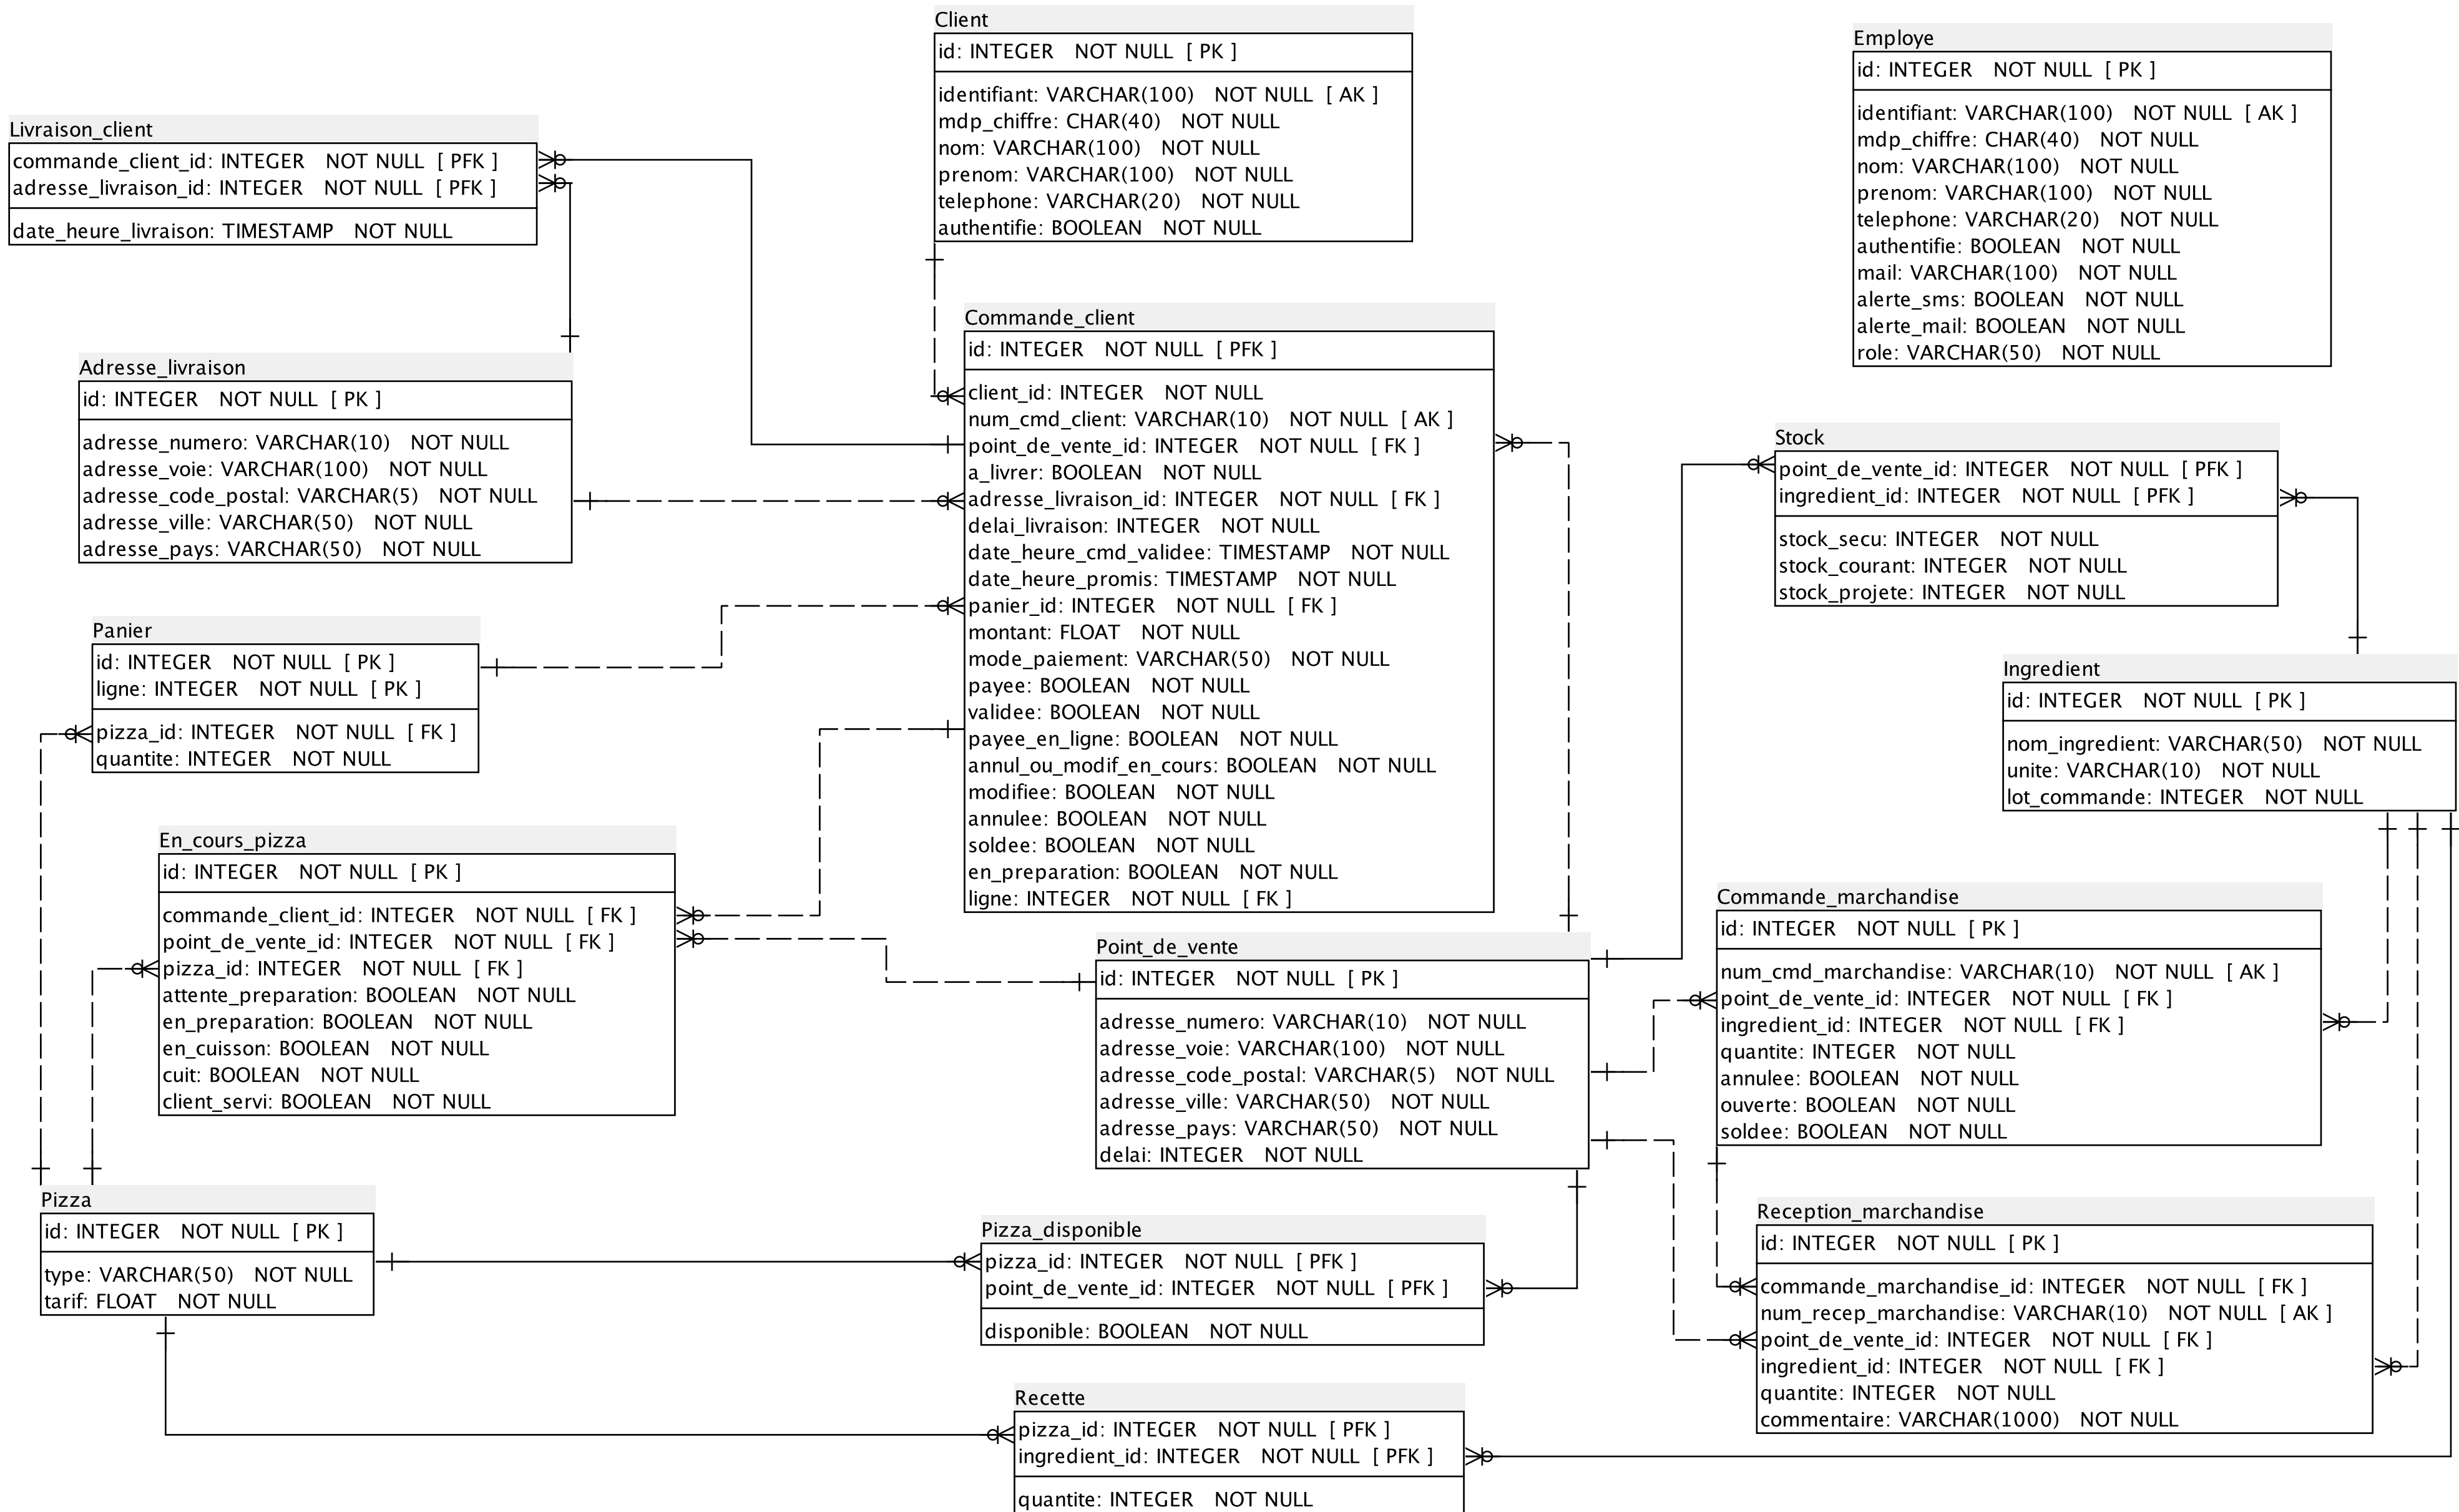 Client
id: INTEGER NOT NULL [ PK ]
identifiant: VARCHAR(100) NOT NULL [ AK ]
mdp_chiffre: CHAR(40) NOT NULL
nom: VARCHAR(100) NOT NULL
prenom: VARCHAR(100) NOT NULL
telephone: VARCHAR(20) NOT NULL
authentifie: BOOLEAN NOT NULL
Employe
id: INTEGER NOT NULL [ PK ]
identifiant: VARCHAR(100) NOT NULL [ AK ]
mdp_chiffre: CHAR(40) NOT NULL
nom: VARCHAR(100) NOT NULL
prenom: VARCHAR(100) NOT NULL
telephone: VARCHAR(20) NOT NULL
authentifie: BOOLEAN NOT NULL
mail: VARCHAR(100) NOT NULL
alerte_sms: BOOLEAN NOT NULL
alerte_mail: BOOLEAN NOT NULL
role: VARCHAR(50) NOT NULL
Livraison_client
commande_client_id: INTEGER NOT NULL [ PFK ]
adresse_livraison_id: INTEGER NOT NULL [ PFK ]
date_heure_livraison: TIMESTAMP NOT NULL
Commande_client
id: INTEGER NOT NULL [ PFK ]
client_id: INTEGER NOT NULL
num_cmd_client: VARCHAR(10) NOT NULL [ AK ]
point_de_vente_id: INTEGER NOT NULL [ FK ]
a_livrer: BOOLEAN NOT NULL
adresse_livraison_id: INTEGER NOT NULL [ FK ]
delai_livraison: INTEGER NOT NULL
date_heure_cmd_validee: TIMESTAMP NOT NULL
date_heure_promis: TIMESTAMP NOT NULL
panier_id: INTEGER NOT NULL [ FK ]
montant: FLOAT NOT NULL
mode_paiement: VARCHAR(50) NOT NULL
payee: BOOLEAN NOT NULL
validee: BOOLEAN NOT NULL
payee_en_ligne: BOOLEAN NOT NULL
annul_ou_modif_en_cours: BOOLEAN NOT NULL
modifiee: BOOLEAN NOT NULL
annulee: BOOLEAN NOT NULL
soldee: BOOLEAN NOT NULL
en_preparation: BOOLEAN NOT NULL
ligne: INTEGER NOT NULL [ FK ]
Adresse_livraison
id: INTEGER NOT NULL [ PK ]
adresse_numero: VARCHAR(10) NOT NULL
adresse_voie: VARCHAR(100) NOT NULL
adresse_code_postal: VARCHAR(5) NOT NULL
adresse_ville: VARCHAR(50) NOT NULL
adresse_pays: VARCHAR(50) NOT NULL
Stock
point_de_vente_id: INTEGER NOT NULL [ PFK ]
ingredient_id: INTEGER NOT NULL [ PFK ]
stock_secu: INTEGER NOT NULL
stock_courant: INTEGER NOT NULL
stock_projete: INTEGER NOT NULL
Panier
id: INTEGER NOT NULL [ PK ]
ligne: INTEGER NOT NULL [ PK ]
pizza_id: INTEGER NOT NULL [ FK ]
quantite: INTEGER NOT NULL
Ingredient
id: INTEGER NOT NULL [ PK ]
nom_ingredient: VARCHAR(50) NOT NULL
unite: VARCHAR(10) NOT NULL
lot_commande: INTEGER NOT NULL
En_cours_pizza
id: INTEGER NOT NULL [ PK ]
commande_client_id: INTEGER NOT NULL [ FK ]
point_de_vente_id: INTEGER NOT NULL [ FK ]
pizza_id: INTEGER NOT NULL [ FK ]
attente_preparation: BOOLEAN NOT NULL
en_preparation: BOOLEAN NOT NULL
en_cuisson: BOOLEAN NOT NULL
cuit: BOOLEAN NOT NULL
client_servi: BOOLEAN NOT NULL
Point_de_vente
id: INTEGER NOT NULL [ PK ]
adresse_numero: VARCHAR(10) NOT NULL
adresse_voie: VARCHAR(100) NOT NULL
adresse_code_postal: VARCHAR(5) NOT NULL
adresse_ville: VARCHAR(50) NOT NULL
adresse_pays: VARCHAR(50) NOT NULL
delai: INTEGER NOT NULL
Commande_marchandise
id: INTEGER NOT NULL [ PK ]
num_cmd_marchandise: VARCHAR(10) NOT NULL [ AK ]
point_de_vente_id: INTEGER NOT NULL [ FK ]
ingredient_id: INTEGER NOT NULL [ FK ]
quantite: INTEGER NOT NULL
annulee: BOOLEAN NOT NULL
ouverte: BOOLEAN NOT NULL
soldee: BOOLEAN NOT NULL
Pizza
id: INTEGER NOT NULL [ PK ]
type: VARCHAR(50) NOT NULL
tarif: FLOAT NOT NULL
Pizza_disponible
pizza_id: INTEGER NOT NULL [ PFK ]
point_de_vente_id: INTEGER NOT NULL [ PFK ]
disponible: BOOLEAN NOT NULL
Reception_marchandise
id: INTEGER NOT NULL [ PK ]
commande_marchandise_id: INTEGER NOT NULL [ FK ]
num_recep_marchandise: VARCHAR(10) NOT NULL [ AK ]
point_de_vente_id: INTEGER NOT NULL [ FK ]
ingredient_id: INTEGER NOT NULL [ FK ]
quantite: INTEGER NOT NULL
commentaire: VARCHAR(1000) NOT NULL
Recette
pizza_id: INTEGER NOT NULL [ PFK ]
ingredient_id: INTEGER NOT NULL [ PFK ]
quantite: INTEGER NOT NULL